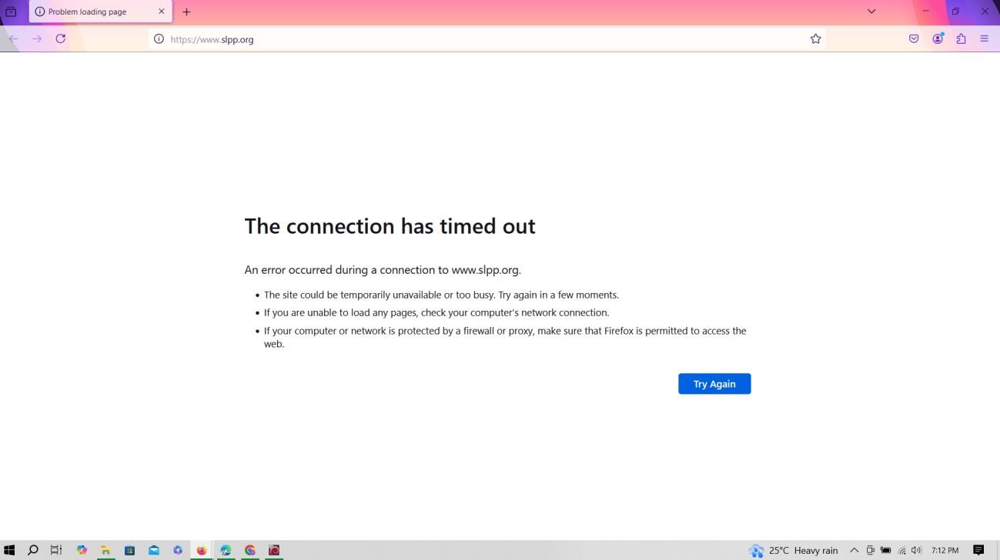 Problem loading page
https://www.slpp.org
The connection has timed out
An error occurred during a connection to www.slpp.org.
• The site could be temporarily unavailable or too busy. Try again in a few moments.
• If you are unable to load any pages, check your computer's network connection.
• If your computer or network is protected by a firewall or proxy, make sure that Firefox is permitted to access the
web.
Try Again
25°C Heavy rain
7:12 PM